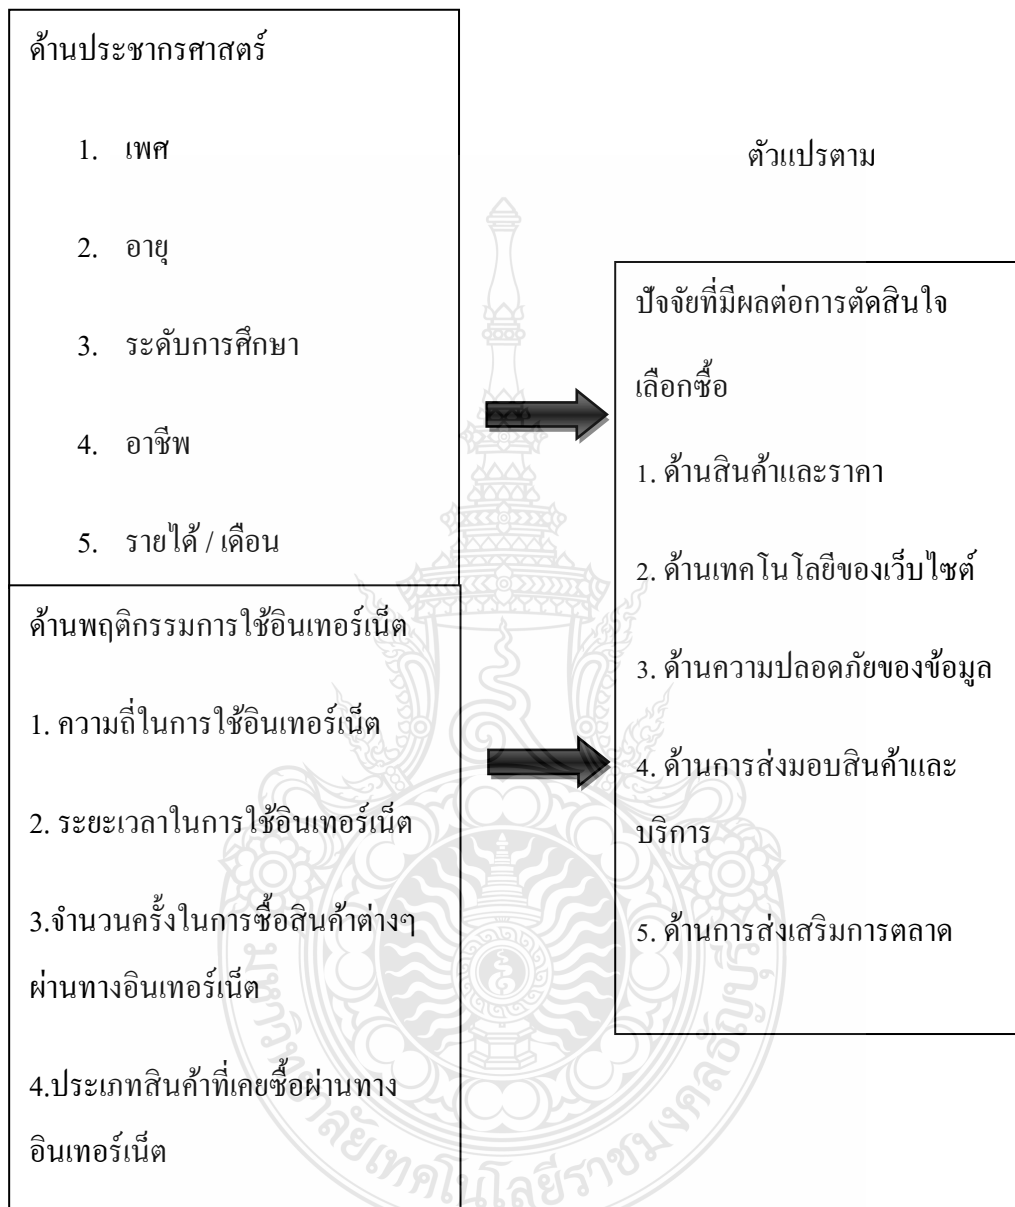 ด้านประชากรศาสตร์
1. เพศ
2. อายุ
3. ระดับการศึกษา
4. อาชีพ
5. รายได้ / เดือน
ด้านพฤติกรรมการใช้อินเทอร์เน็ต
1. ความถี่ในการใช้อินเทอร์เน็ต
2. ระยะเวลาในการใช้อินเทอร์เน็ต
3.จำนวนครั้งในการซื้อสินค้าต่างๆ
ผ่านทางอินเทอร์เน็ต
4.ประเภทสินค้าที่เคยซื้อผ่านทาง
อินเทอร์เน็ต
ตัวแปรตาม
ปัจจัยที่มีผลต่อการตัดสินใจ
เลือกซื้อ
1. ด้านสินค้าและราคา
2. ด้านเทคโนโลยีของเว็บไซต์
3. ด้านความปลอดภัยของข้อมูล
4. ด้านการส่งมอบสินค้าและ
บริการ
5. ด้านการส่งเสริมการตลาด